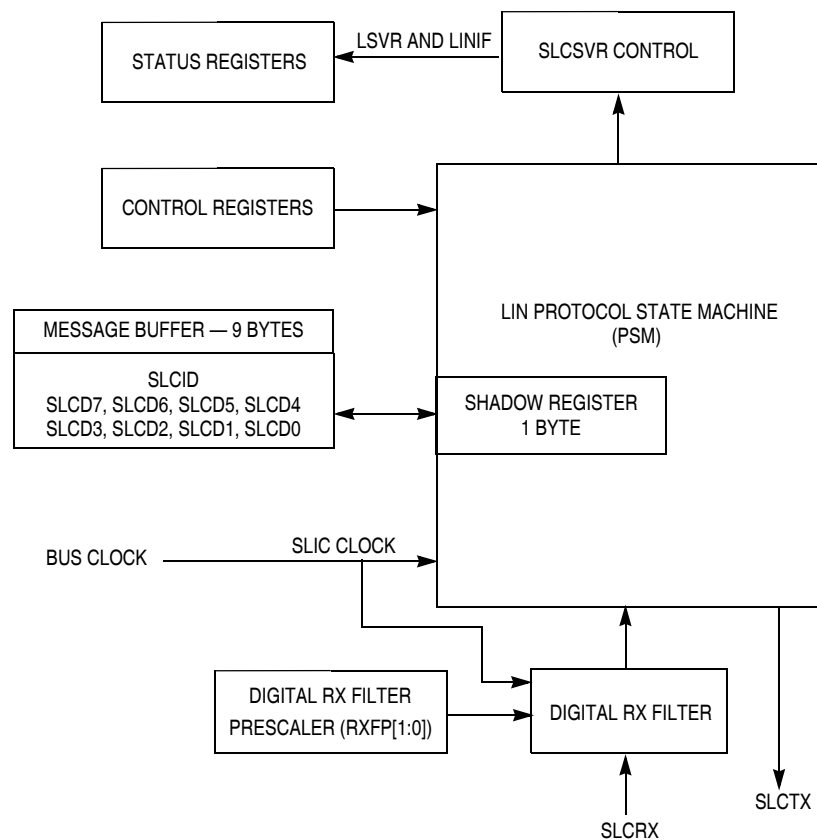 LSVR AND LINIF
STATUS REGISTERS
SLCSVR CONTROL
CONTROL REGISTERS
LIN PROTOCOL STATE MACHINE
(PSM)
MESSAGE BUFFER — 9 BYTES
SLCID
SLCD7, SLCD6, SLCD5, SLCD4
SLCD3, SLCD2, SLCD1, SLCD0
SHADOW REGISTER
1 BYTE
BUS CLOCK
SLIC CLOCK
DIGITAL RX FILTER
PRESCALER (RXFP[1:0])
DIGITAL RX FILTER
SLCTX
SLCRX